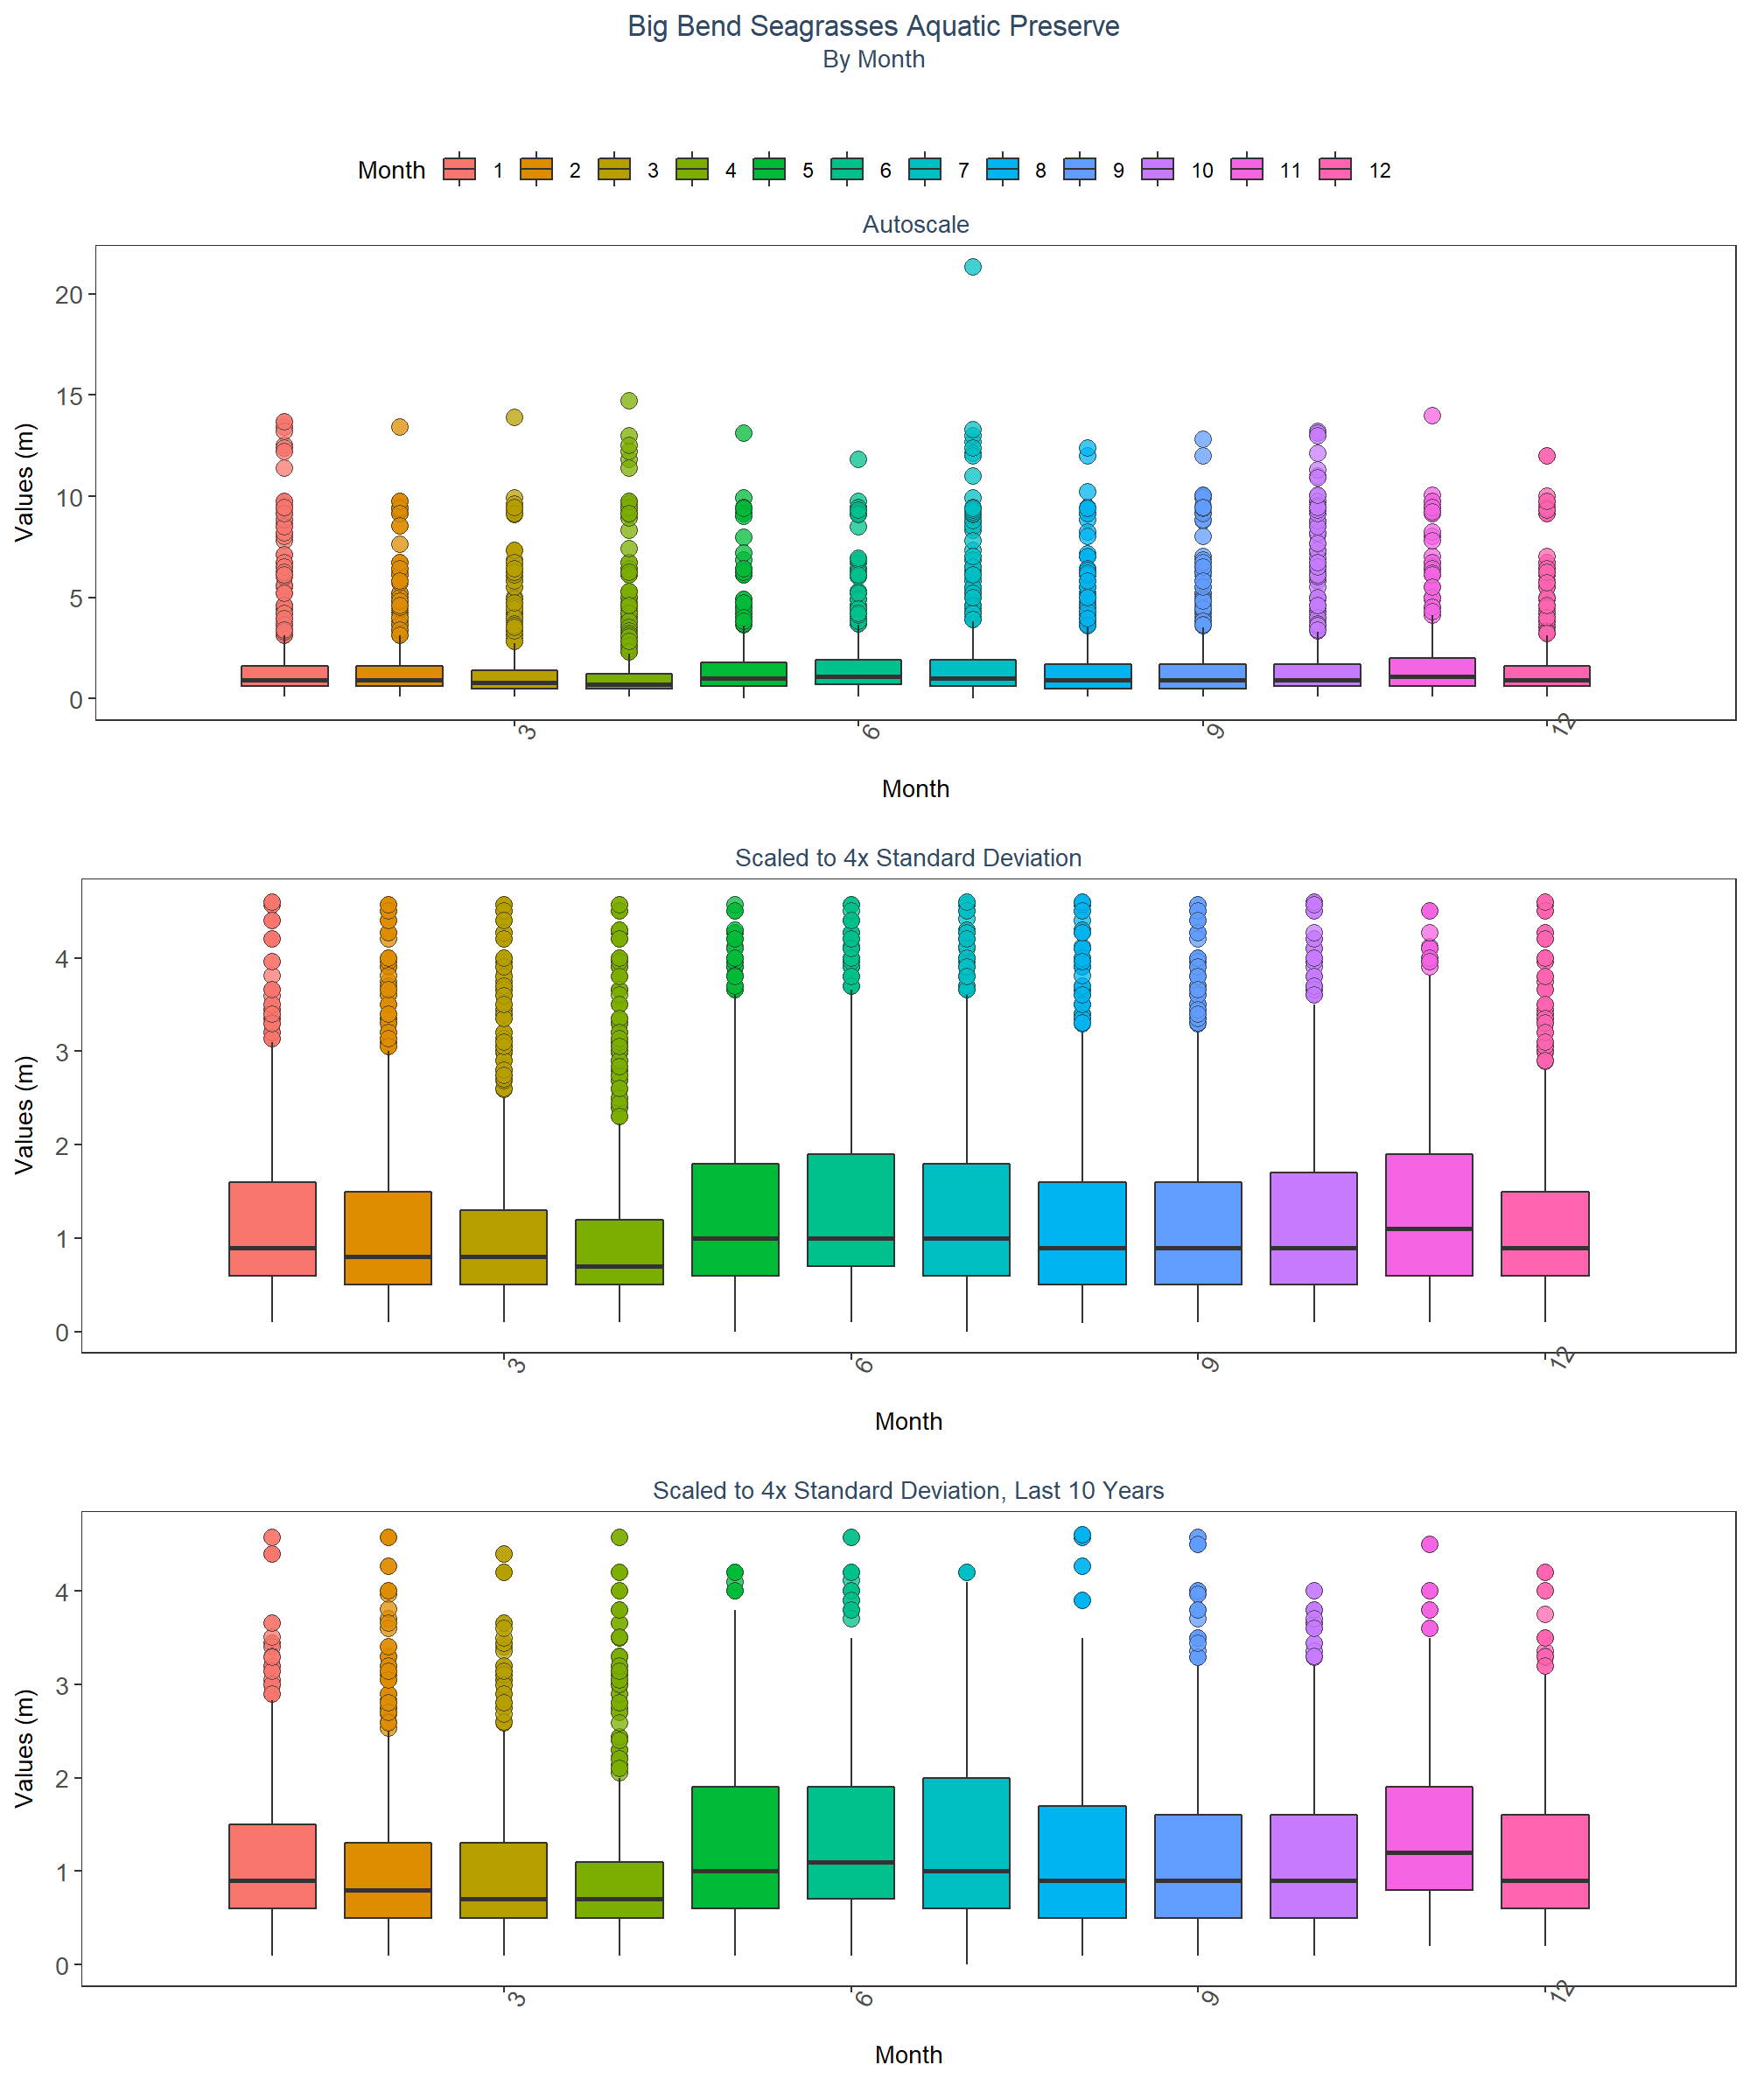 Big Bend Seagrasses Aquatic Preserve
By Month
Month 1 2 3 4 5 6 7 8 9 10 11 12
Autoscale
Values (m)
20
15
10
5
0
3 6 9 12
Month
Scaled to 4x Standard Deviation
Values (m)
4
3
2
1
0
3 6 9 12
Month
Scaled to 4x Standard Deviation, Last 10 Years
Values (m)
4
3
2
1
0
3 6 9 12
Month